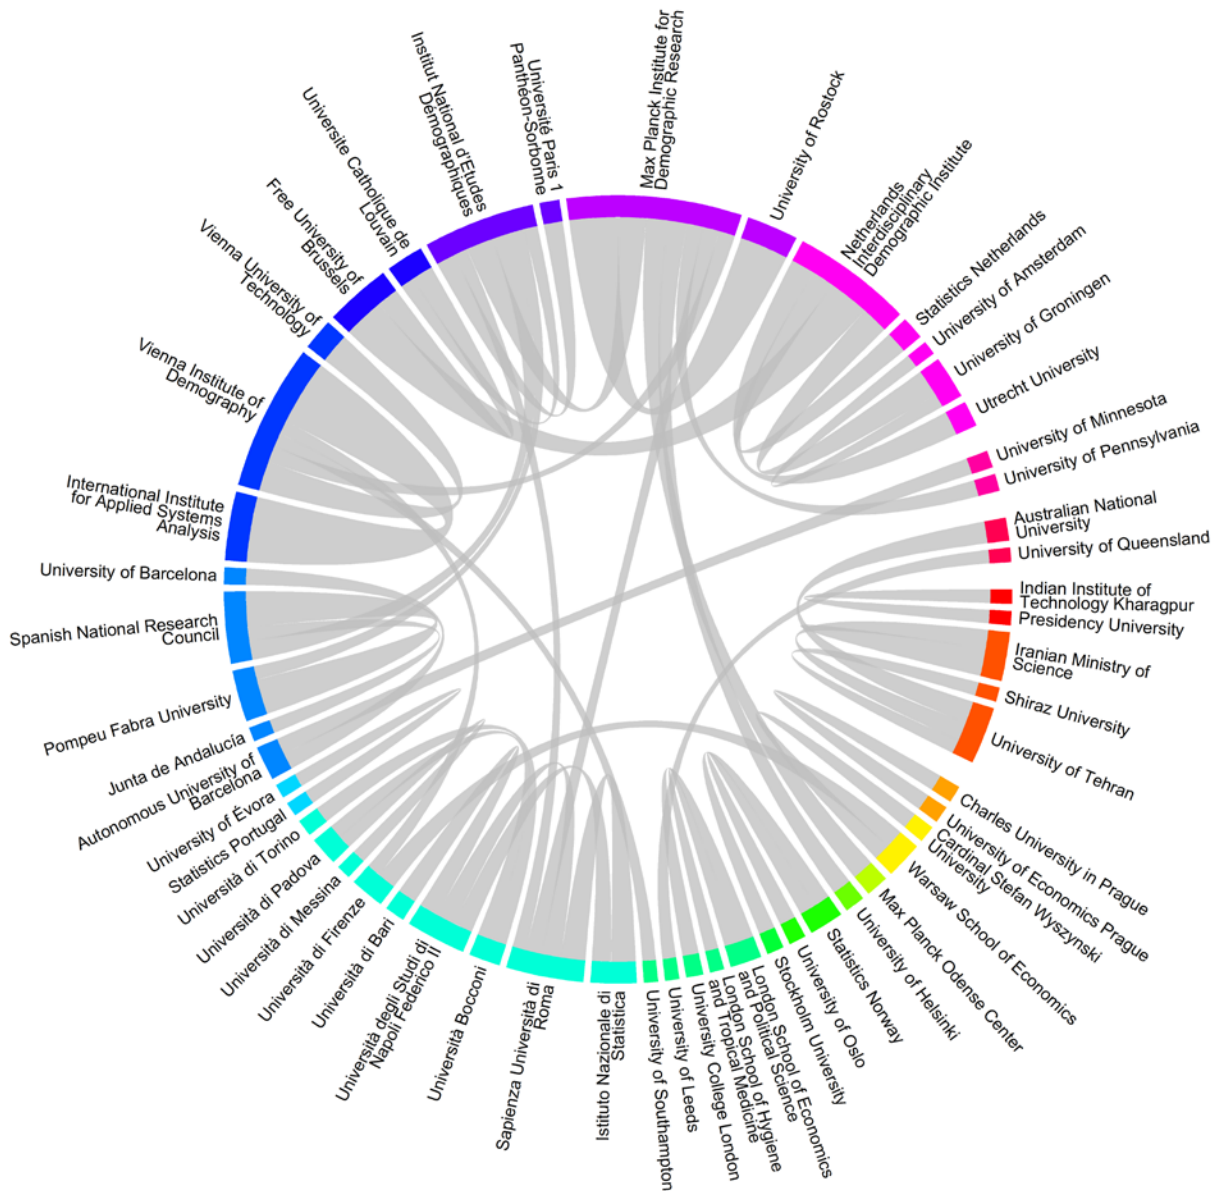 Max Planck Institute for
Demographic Research
University of Rostock
Netherlands
Interdisciplinary
Demographic Institute
Statistics Netherlands
University of Amsterdam
University of Groningen
Utrecht University
University of Minnesota
University of Pennsylvania
Australian National
University
University of Queensland
Indian Institute of
Technology Kharagpur
Presidency University
Iranian Ministry of
Science
Shiraz University
University of Tehran
Charles University in Prague
University of Economics Prague
Cardinal Stefan Wyszynski
University
Warsaw School of Economics
Max Planck Odense Center
University of Helsinki
Statistics Norway
University of Oslo
Stockholm University
London School of Economics
and Political Science
London School of Hygiene
and Tropical Medicine
University College London
University of Leeds
University of Southampton
Istituto Nazionale di
Statistica
Sapienza Università di
Roma
Università Bocconi
Università degli Studi di
Napoli Federico II
Università di Bari
Università di Firenze
Università di Messina
Università di Padova
Università di Torino
Statistics Portugal
University of Évora
Autonomous University of
Barcelona
Junta de Andalucía
Pompeu Fabra University
Spanish National Research
Council
University of Barcelona
International Institute
for Applied Systems
Analysis
Vienna Institute of
Demography
Vienna University of
Technology
Free University of
Brussels
Universite Catholique de
Louvain
Institut National d'Etudes
Démographiques
Université Paris 1
Panthéon-Sorbonne